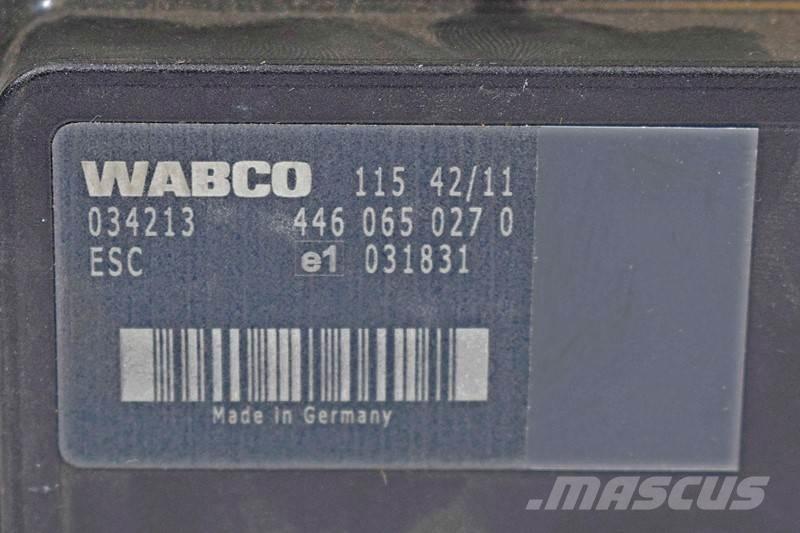 WABCO 115 42/11
034213 446 065 027 0
ESC e1 031831
Made in Germany
MASCUS